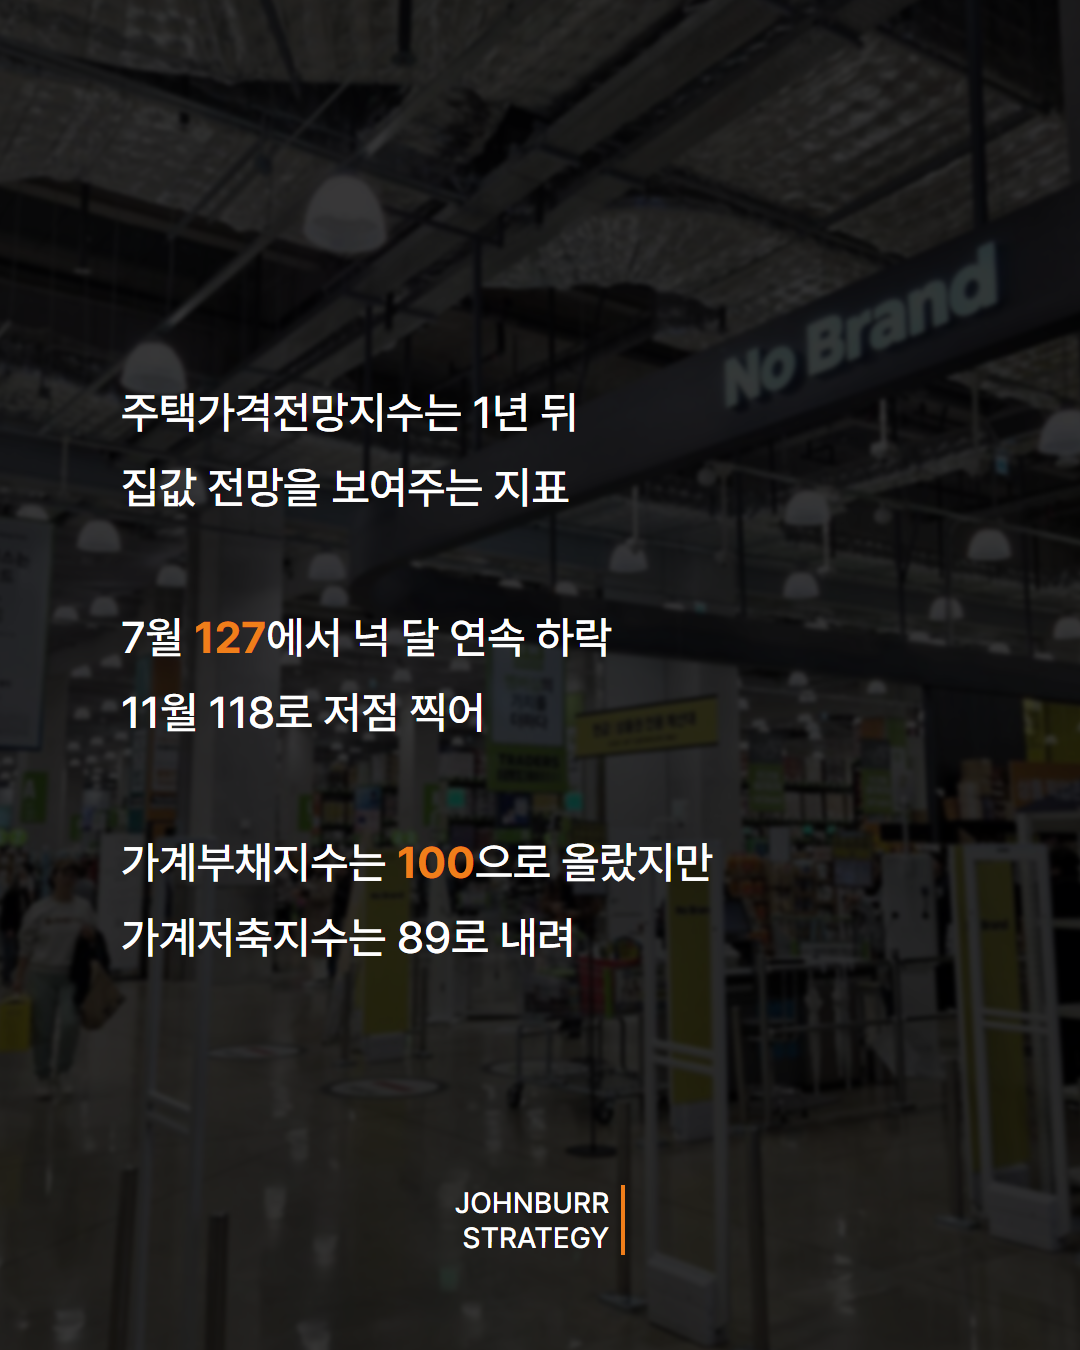 No Brand
주택가격전망지수는 1년 뒤
집값 전망을 보여주는 지표
7월 127에서 넉 달 연속 하락
11월 118로 저점 찍어
가계부채지수는 100으로 올랐지만
가계저축지수는 89로 내려
JOHNBURR
STRATEGY